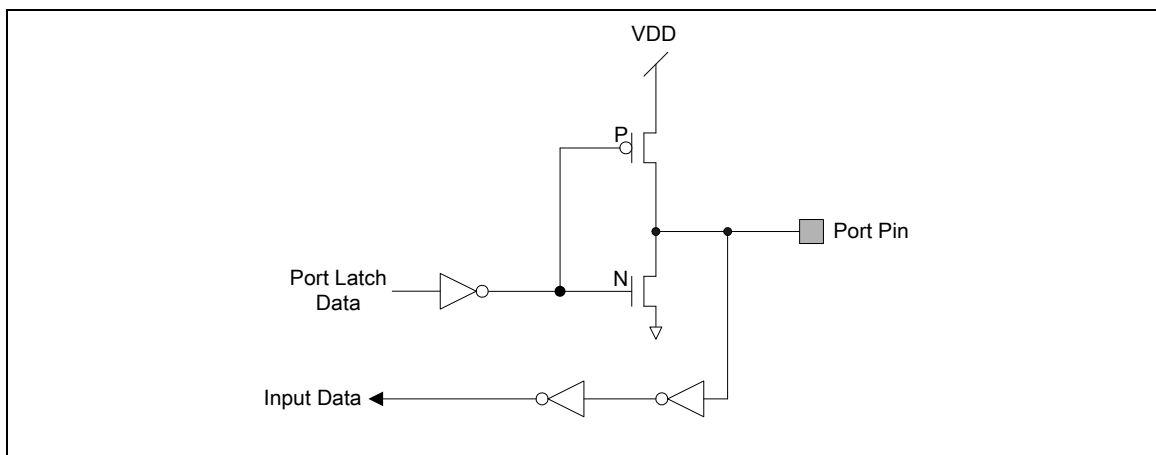 VDD
P
Port Pin
N
Port Latch
Data
Input Data